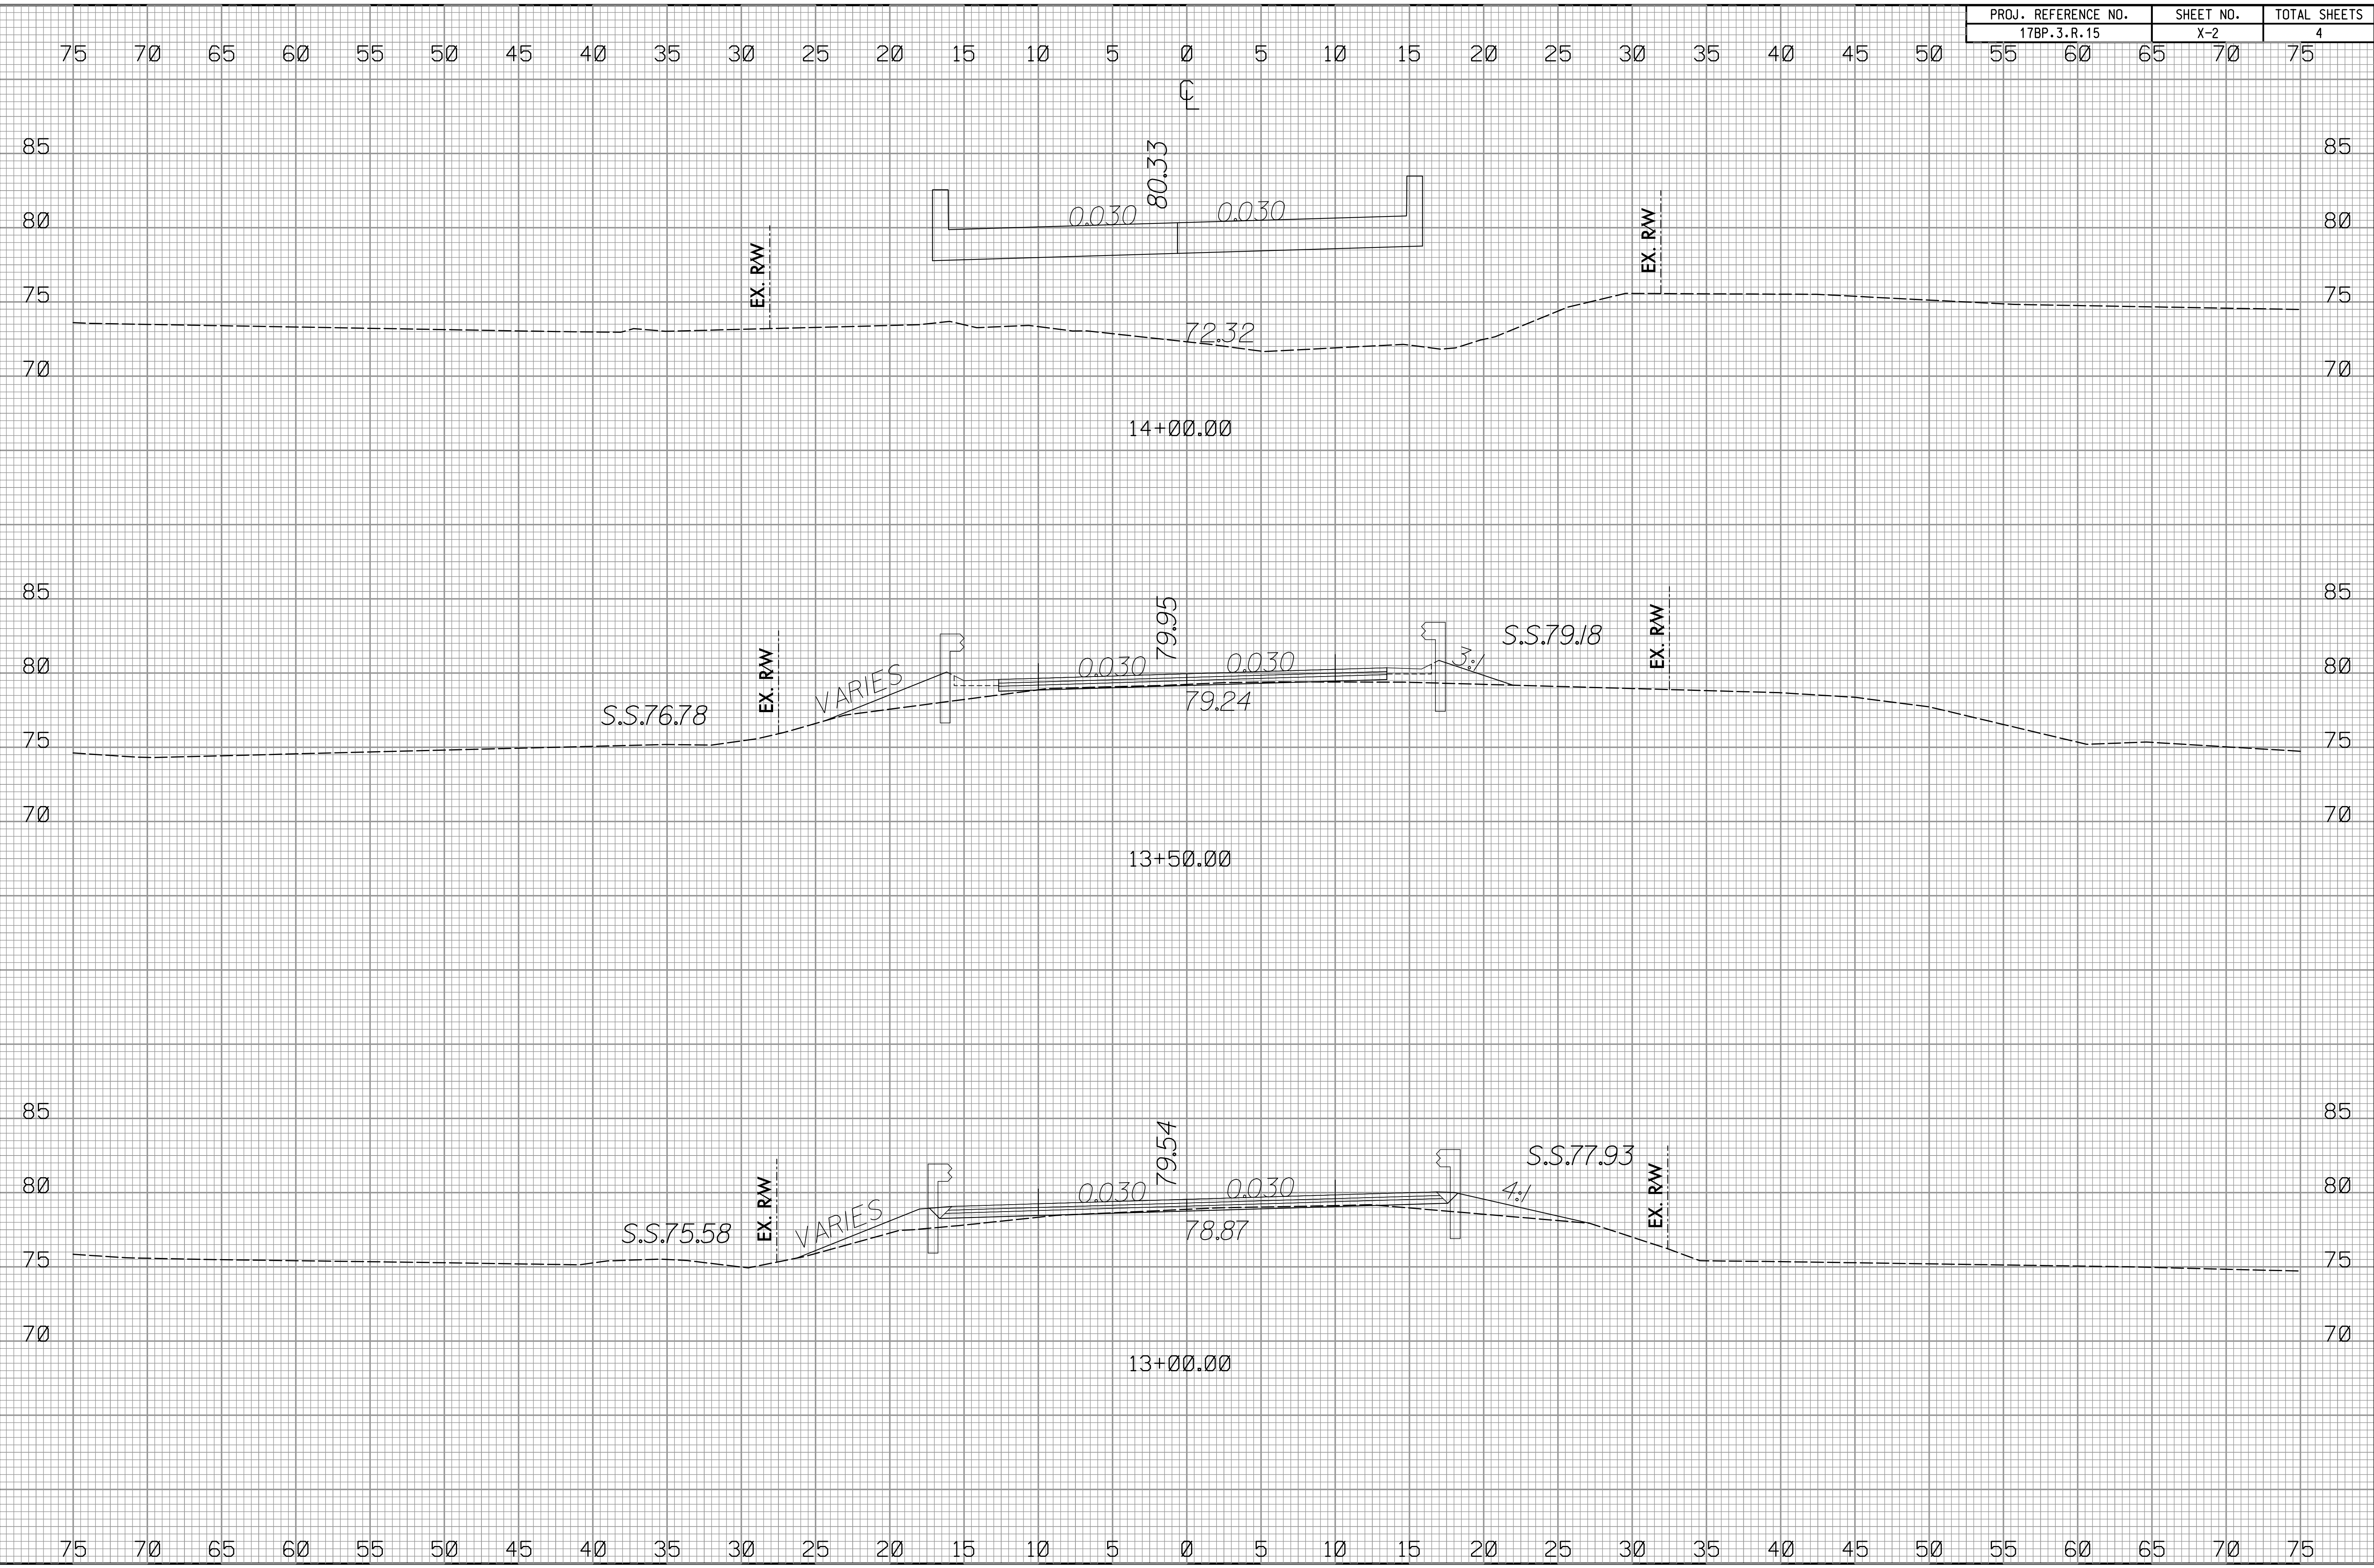 PROJ. REFERENCE NO. SHEET NO. TOTAL SHEETS
17BP.3.R.15 X-2 4
75 70 65 60 55 50 45 40 35 30 25 20 15 10 5 0 5 10 15 20 25 30 35 40 45 50 55 60 65 70 75
CL
85 85
80.33
80 0.030 0.030 80
EX. R/W EX. R/W
75 75
72.32
70 70
14+00.00
85 85
79.95
S.S.79.18
EX. R/W EX. R/W
80 VARIES 0.030 0.030 3:1 80
S.S.76.78 79.24
75 75
70 70
13+50.00
85 85
79.54
S.S.77.93
80 0.030 0.030 4:1 80
EX. R/W EX. R/W
S.S.75.58 VARIES 78.87
75 75
70 70
13+00.00
75 70 65 60 55 50 45 40 35 30 25 20 15 10 5 0 5 10 15 20 25 30 35 40 45 50 55 60 65 70 75